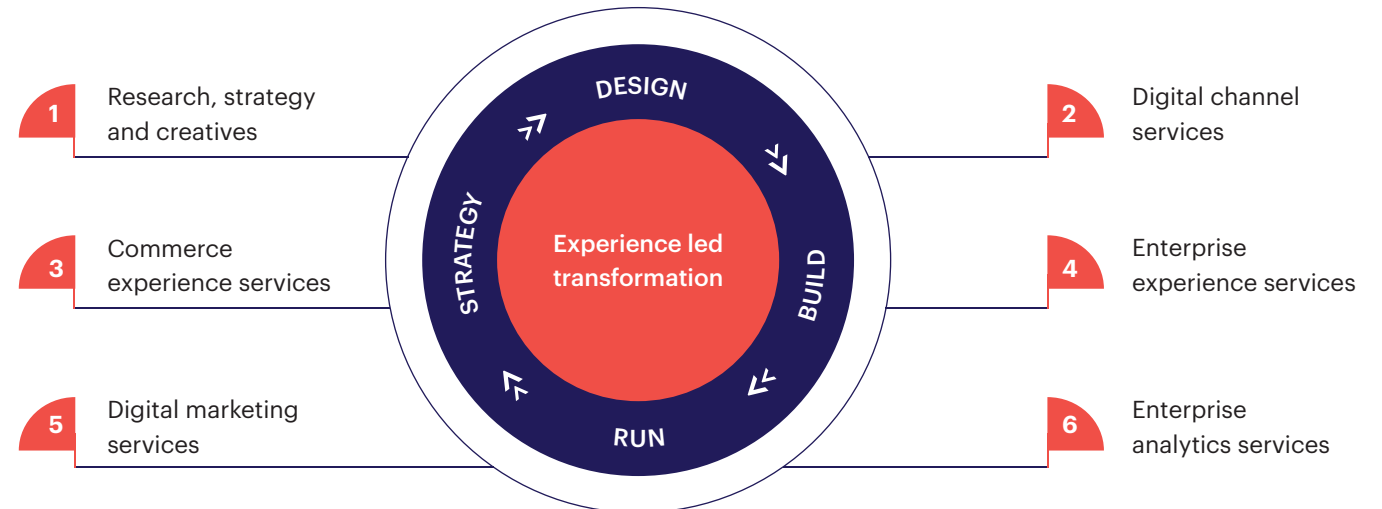 DESIGN
1
Research, strategy
and creatives
2
Digital channel
services
STRATEGY
Experience led
transformation
BUILD
3
Commerce
experience services
4
Enterprise
experience services
5
Digital marketing
services
RUN
6
Enterprise
analytics services